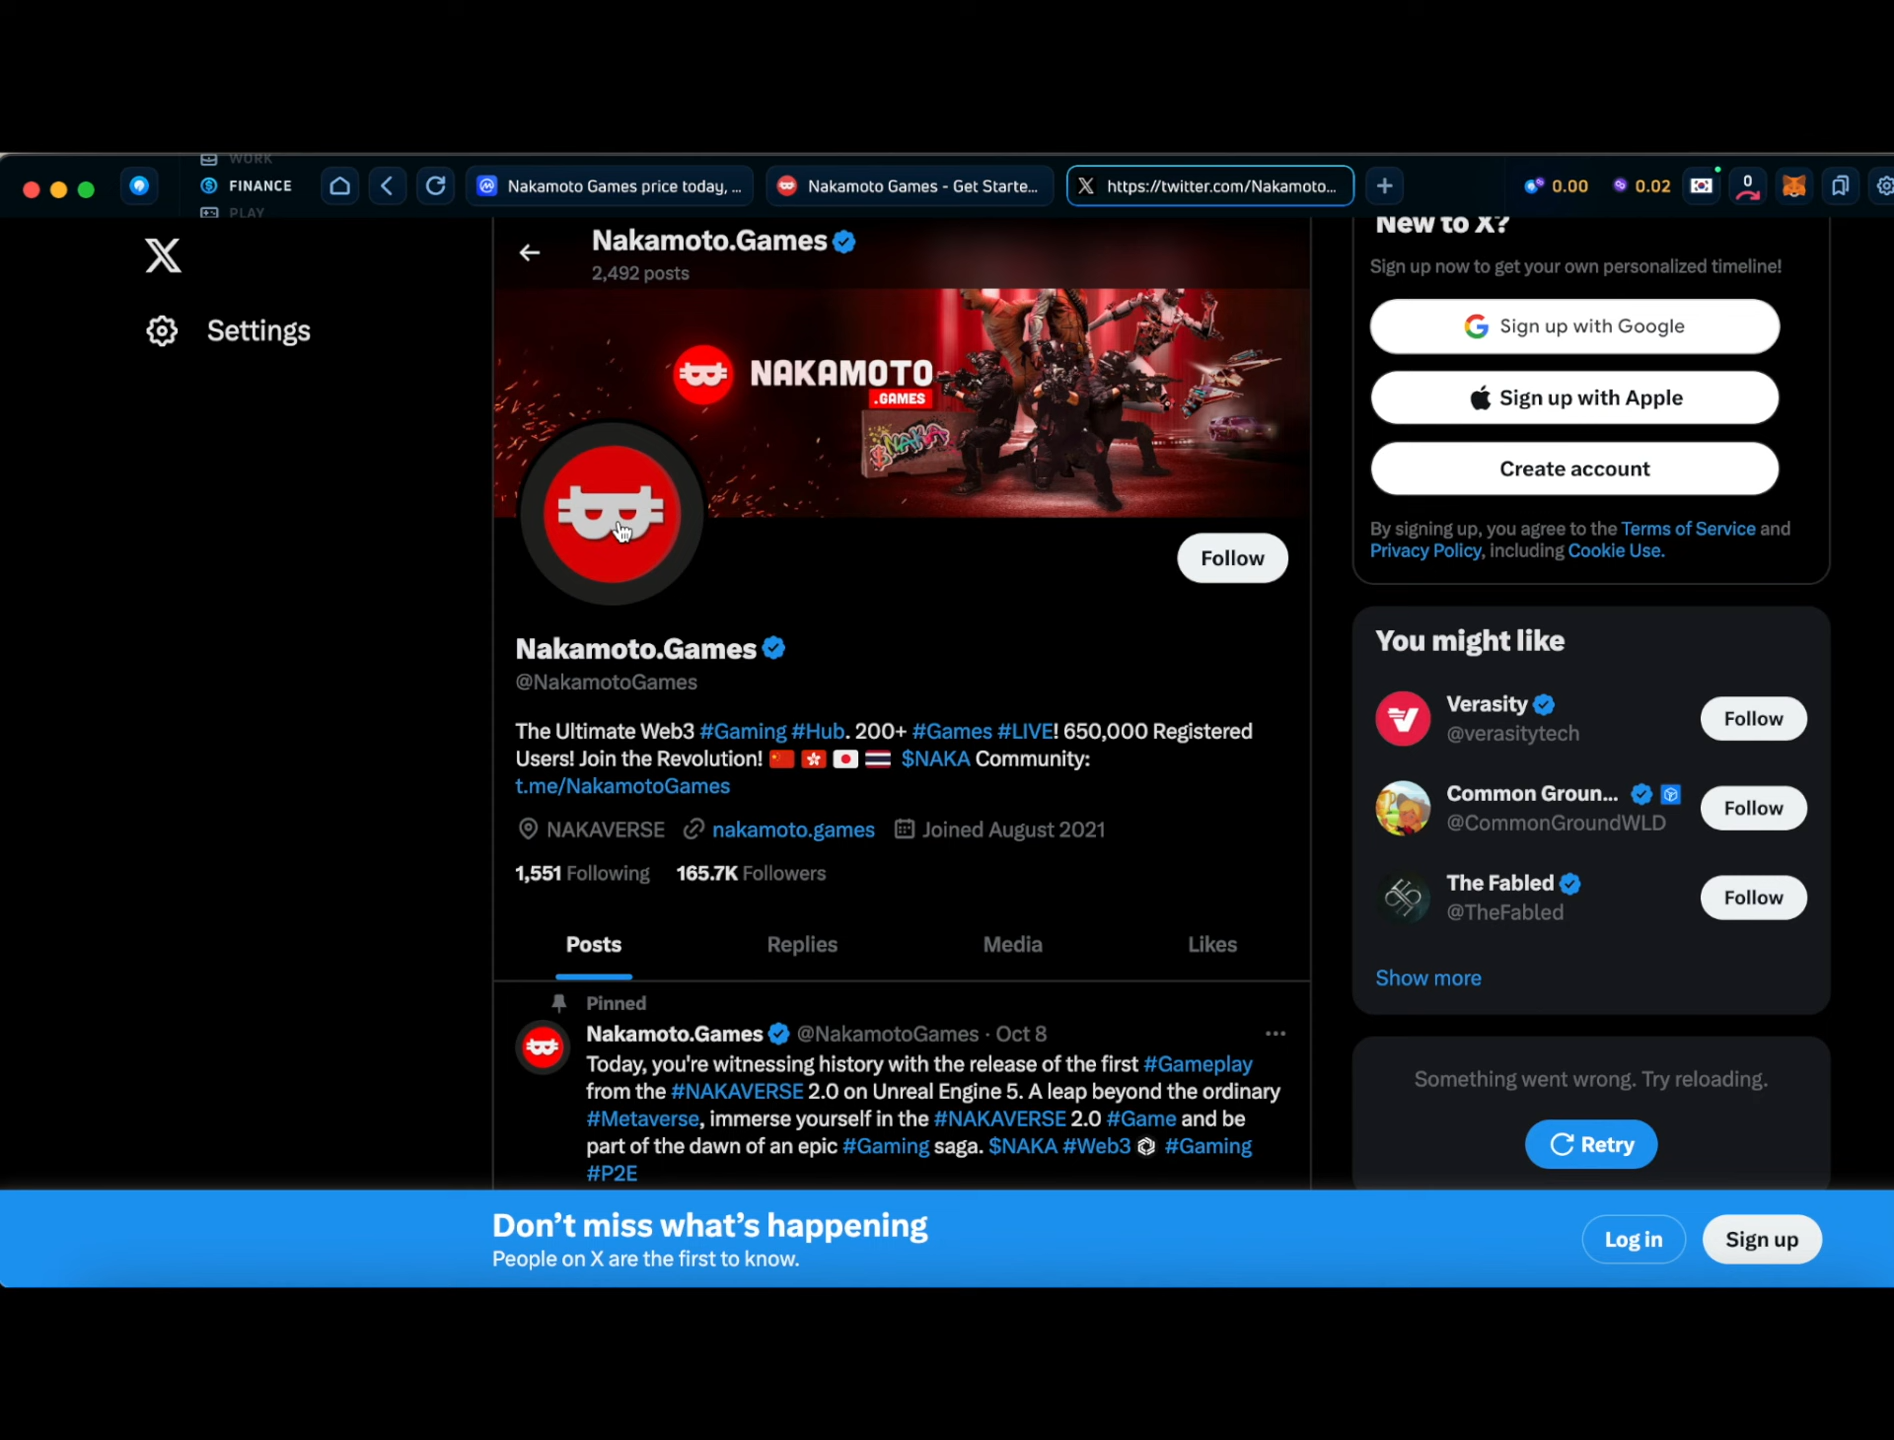 WORK
FINANCE
PLAY
Nakamoto Games price today, ...
Nakamoto Games - Get Starte...
https://twitter.com/Nakamoto...
0.00
0.02
0
Settings
Nakamoto.Games
2,492 posts
NAKAMOTO
.GAMES
$NAKA
Follow
Nakamoto.Games
@NakamotoGames
The Ultimate Web3 #Gaming #Hub. 200+ #Games #LIVE! 650,000 Registered
Users! Join the Revolution! 🇨🇳 🇭🇰 🇯🇵 🇹🇭 $NAKA Community:
t.me/NakamotoGames
NAKAVERSE nakamoto.games Joined August 2021
1,551 Following 165.7K Followers
Posts Replies Media Likes
Pinned
Nakamoto.Games @NakamotoGames · Oct 8
Today, you're witnessing history with the release of the first #Gameplay
from the #NAKAVERSE 2.0 on Unreal Engine 5. A leap beyond the ordinary
#Metaverse, immerse yourself in the #NAKAVERSE 2.0 #Game and be
part of the dawn of an epic #Gaming saga. $NAKA #Web3 #Gaming
#P2E
New to X?
Sign up now to get your own personalized timeline!
Sign up with Google
Sign up with Apple
Create account
By signing up, you agree to the Terms of Service and
Privacy Policy, including Cookie Use.
You might like
Verasity
@verasitytech
Follow
Common Groun...
@CommonGroundWLD
Follow
The Fabled
@TheFabled
Follow
Show more
Something went wrong. Try reloading.
Retry
Don't miss what's happening
People on X are the first to know.
Log in
Sign up